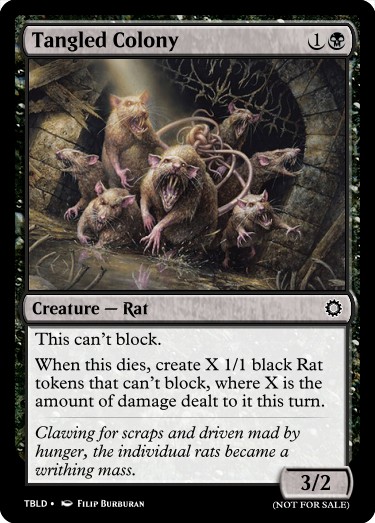 Tangled Colony 1
Creature — Rat
This can't block.
When this dies, create X 1/1 black Rat
tokens that can't block, where X is the
amount of damage dealt to it this turn.
Clawing for scraps and driven mad by
hunger, the individual rats became a
writhing mass.
3/2
TBLD • Filip Burburan
(NOT FOR SALE)